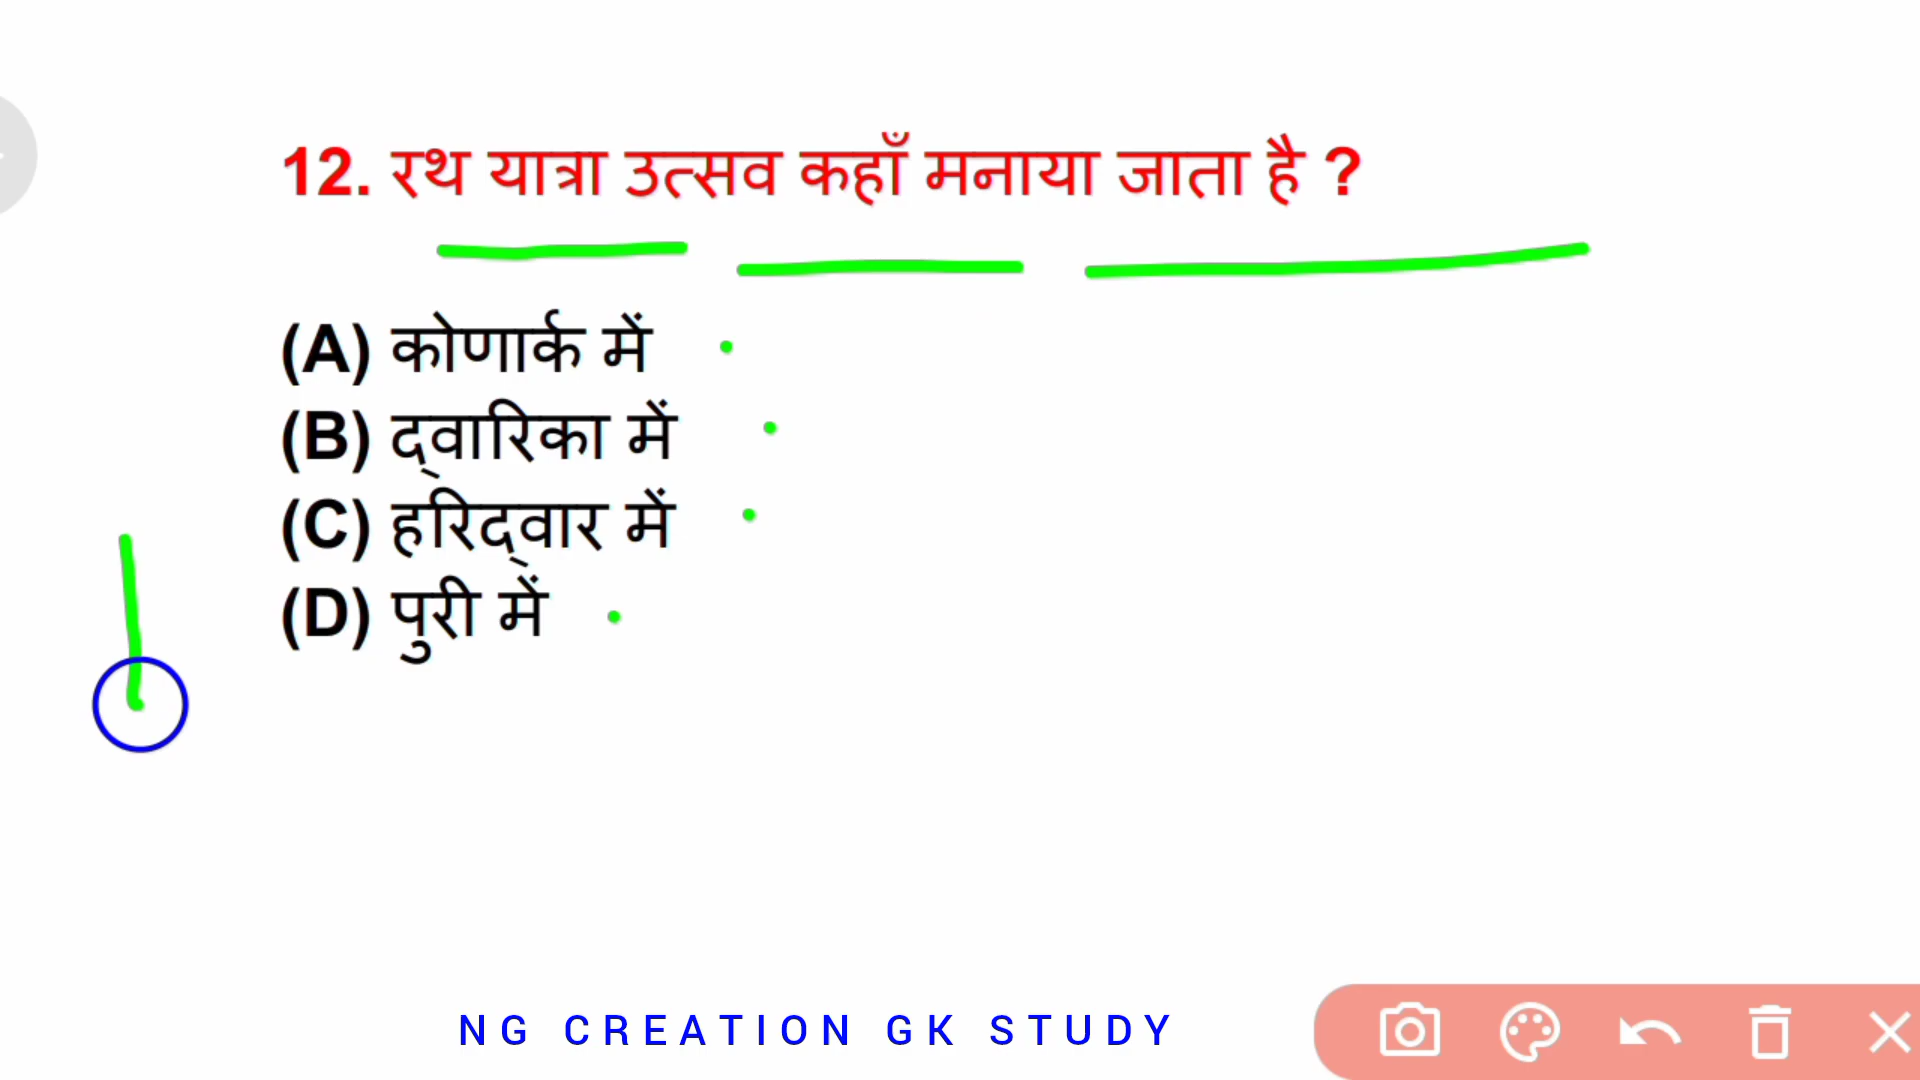 12. रथ यात्रा उत्सव कहाँ मनाया जाता है ?
(A) कोणार्क में
(B) द्वारिका में
(C) हरिद्वार में
(D) पुरी में
NG CREATION GK STUDY